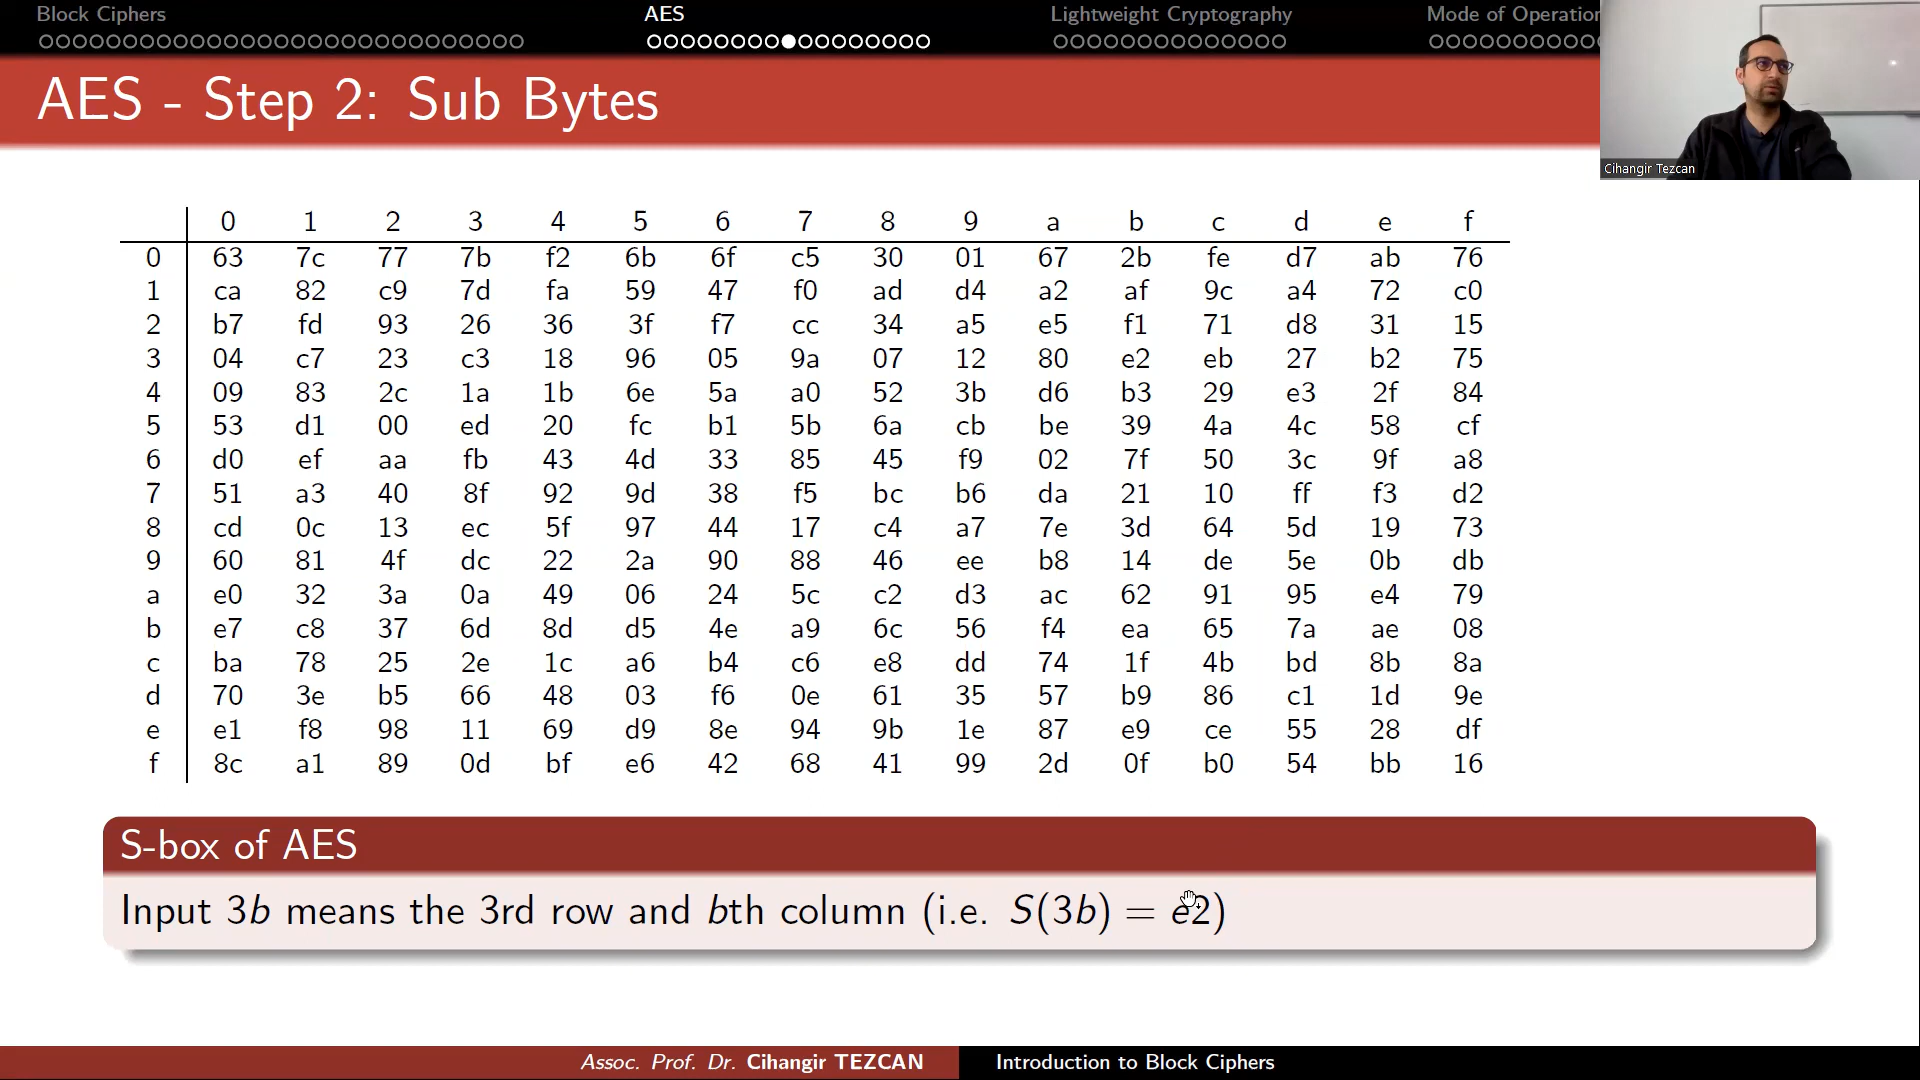 Block Ciphers AES Lightweight Cryptography Mode of Operation
AES - Step 2: Sub Bytes
Cihangir Tezcan
0 1 2 3 4 5 6 7 8 9 a b c d e f
0 63 7c 77 7b f2 6b 6f c5 30 01 67 2b fe d7 ab 76
1 ca 82 c9 7d fa 59 47 f0 ad d4 a2 af 9c a4 72 c0
2 b7 fd 93 26 36 3f f7 cc 34 a5 e5 f1 71 d8 31 15
3 04 c7 23 c3 18 96 05 9a 07 12 80 e2 eb 27 b2 75
4 09 83 2c 1a 1b 6e 5a a0 52 3b d6 b3 29 e3 2f 84
5 53 d1 00 ed 20 fc b1 5b 6a cb be 39 4a 4c 58 cf
6 d0 ef aa fb 43 4d 33 85 45 f9 02 7f 50 3c 9f a8
7 51 a3 40 8f 92 9d 38 f5 bc b6 da 21 10 ff f3 d2
8 cd 0c 13 ec 5f 97 44 17 c4 a7 7e 3d 64 5d 19 73
9 60 81 4f dc 22 2a 90 88 46 ee b8 14 de 5e 0b db
a e0 32 3a 0a 49 06 24 5c c2 d3 ac 62 91 95 e4 79
b e7 c8 37 6d 8d d5 4e a9 6c 56 f4 ea 65 7a ae 08
c ba 78 25 2e 1c a6 b4 c6 e8 dd 74 1f 4b bd 8b 8a
d 70 3e b5 66 48 03 f6 0e 61 35 57 b9 86 c1 1d 9e
e e1 f8 98 11 69 d9 8e 94 9b 1e 87 e9 ce 55 28 df
f 8c a1 89 0d bf e6 42 68 41 99 2d 0f b0 54 bb 16
S-box of AES
Input 3b means the 3rd row and bth column (i.e. S(3b) = e2)
Assoc. Prof. Dr. Cihangir TEZCAN Introduction to Block Ciphers